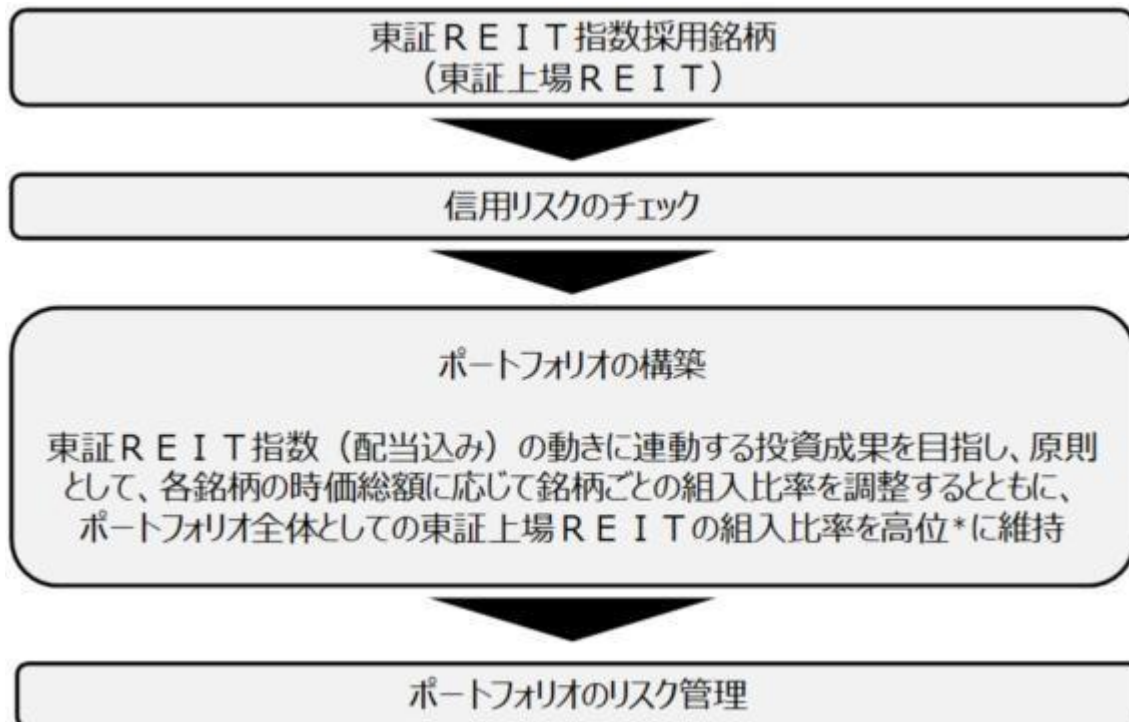 東証ＲＥＩＴ指数採用銘柄
（東証上場ＲＥＩＴ）
信用リスクのチェック
ポートフォリオの構築
東証ＲＥＩＴ指数（配当込み）の動きに連動する投資成果を目指し、原則
として、各銘柄の時価総額に応じて銘柄ごとの組入比率を調整するとともに、
ポートフォリオ全体としての東証上場ＲＥＩＴの組入比率を高位*に維持
ポートフォリオのリスク管理